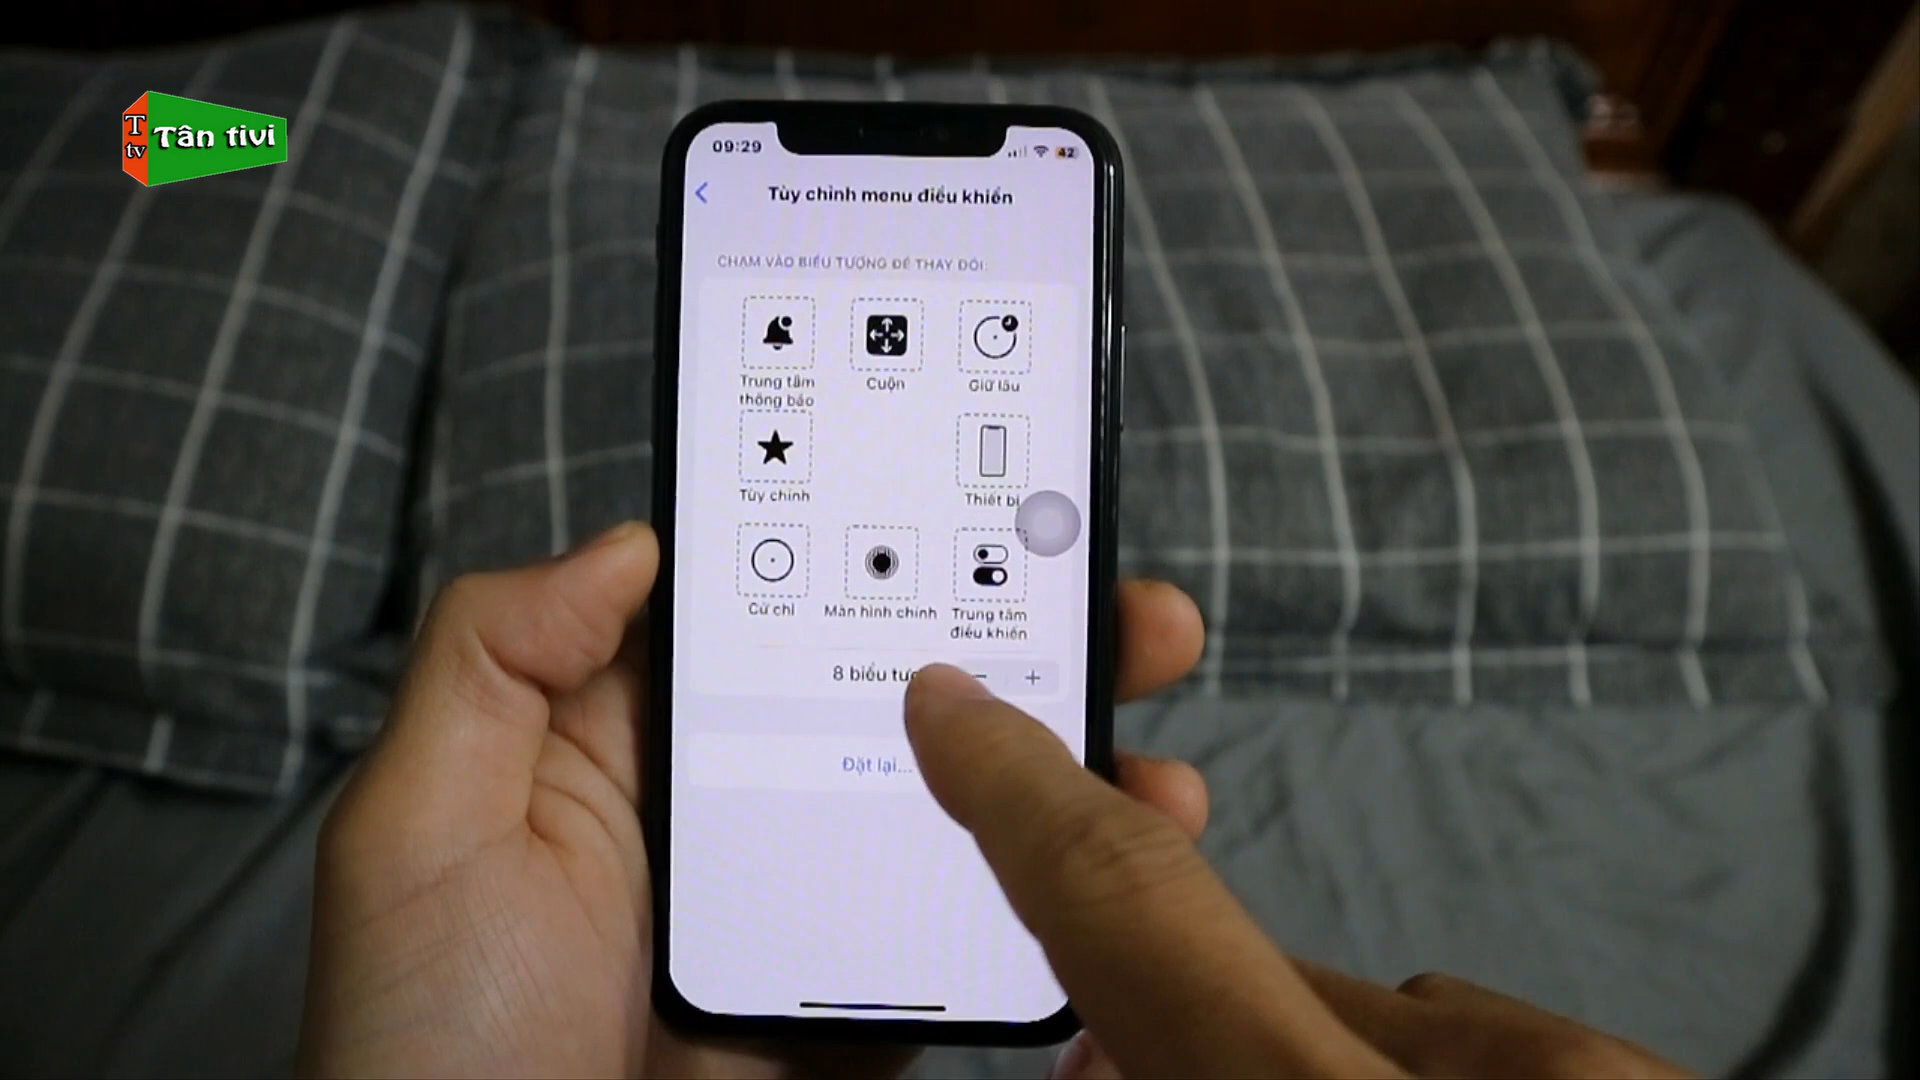 T
tv
Tân tivi
09:29
42
Tùy chỉnh menu điều khiển
CHẠM VÀO BIỂU TƯỢNG ĐỂ THAY ĐỔI:
Trung tâm
thông báo
Cuộn
Giữ lâu
Tùy chỉnh
Thiết bị
Cử chỉ
Màn hình chính
Trung tâm
điều khiển
8 biểu
Đặt lại...